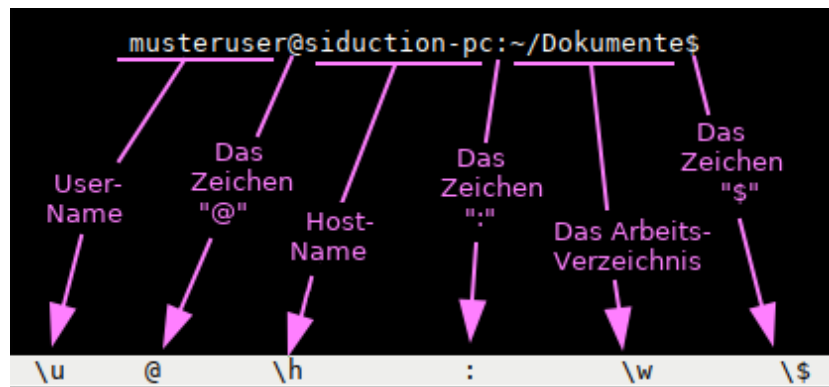 musteruser@siduction-pc:~/Dokumente$
User-
Name
Das
Zeichen
"@"
Host-
Name
Das
Zeichen
":"
Das Arbeits-
Verzeichnis
Das
Zeichen
"$"
\u @ \h : \w \$